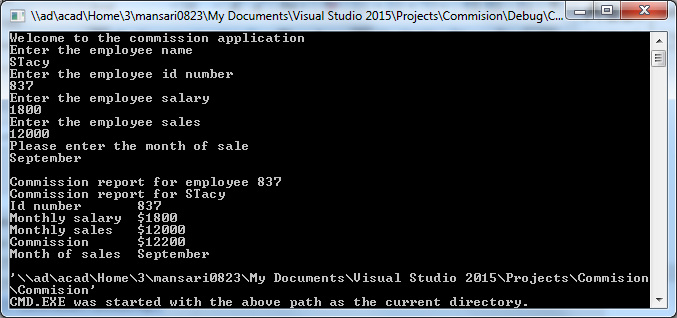 \\ad\acad\Home\3\mansari0823\My Documents\Visual Studio 2015\Projects\Commision\Debug\C...
Welcome to the commission application
Enter the employee name
STacy
Enter the employee id number
837
Enter the employee salary
1800
Enter the employee sales
12000
Please enter the month of sale
September
Commission report for employee 837
Commission report for STacy
Id number 837
Monthly salary $1800
Monthly sales $12000
Commission $12200
Month of sales September
'\\ad\acad\Home\3\mansari0823\My Documents\Visual Studio 2015\Projects\Commision
\Commision'
CMD.EXE was started with the above path as the current directory.